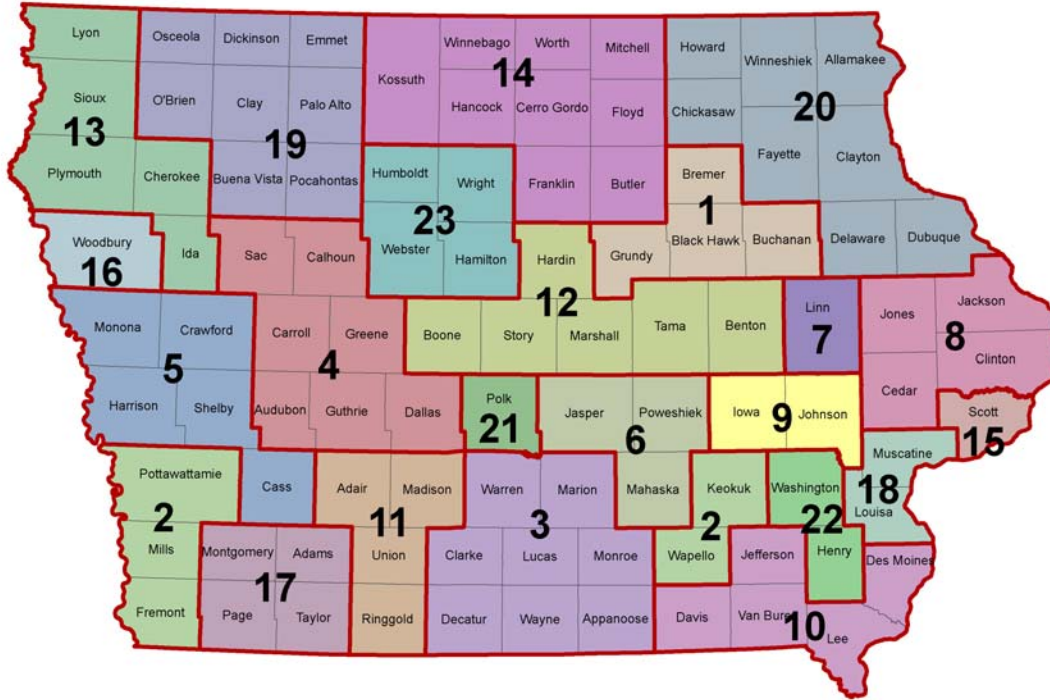 Lyon
Osceola
Dickinson
Emmet
Kossuth
Winnebago
Worth
Mitchell
Howard
Winneshiek
Allamakee
14
Sioux
13
O'Brien
Clay
Palo Alto
19
Hancock
Cerro Gordo
Floyd
Chickasaw
20
Plymouth
Cherokee
Buena Vista
Pocahontas
Humboldt
Wright
23
Franklin
Butler
Bremer
1
Fayette
Clayton
Woodbury
16
Ida
Sac
Calhoun
Webster
Hamilton
Hardin
12
Grundy
Black Hawk
Buchanan
Delaware
Dubuque
Monona
Crawford
5
Carroll
Greene
4
Boone
Story
Marshall
Tama
Benton
Linn
7
Jones
Jackson
8
Clinton
Harrison
Shelby
Audubon
Guthrie
Dallas
Polk
21
Jasper
Poweshiek
6
Iowa
Johnson
9
Cedar
Scott
15
Pottawattamie
2
Cass
Adair
Madison
11
Warren
Marion
3
Mahaska
Keokuk
2
Washington
22
Muscatine
18
Louisa
Mills
Montgomery
Adams
17
Union
Clarke
Lucas
Monroe
Wapello
Jefferson
Henry
Des Moines
Fremont
Page
Taylor
Ringgold
Decatur
Wayne
Appanoose
Davis
Van Bure
10
Lee